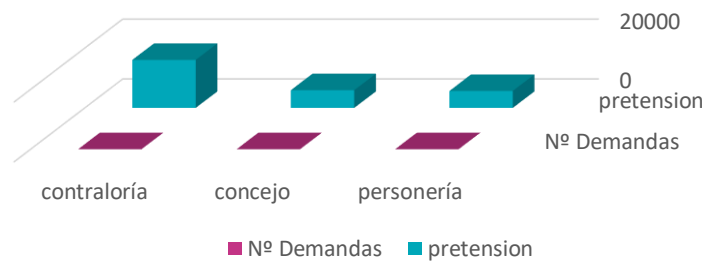 20000
0
pretension
Nº Demandas
contraloría concejo personería
Nº Demandas pretension